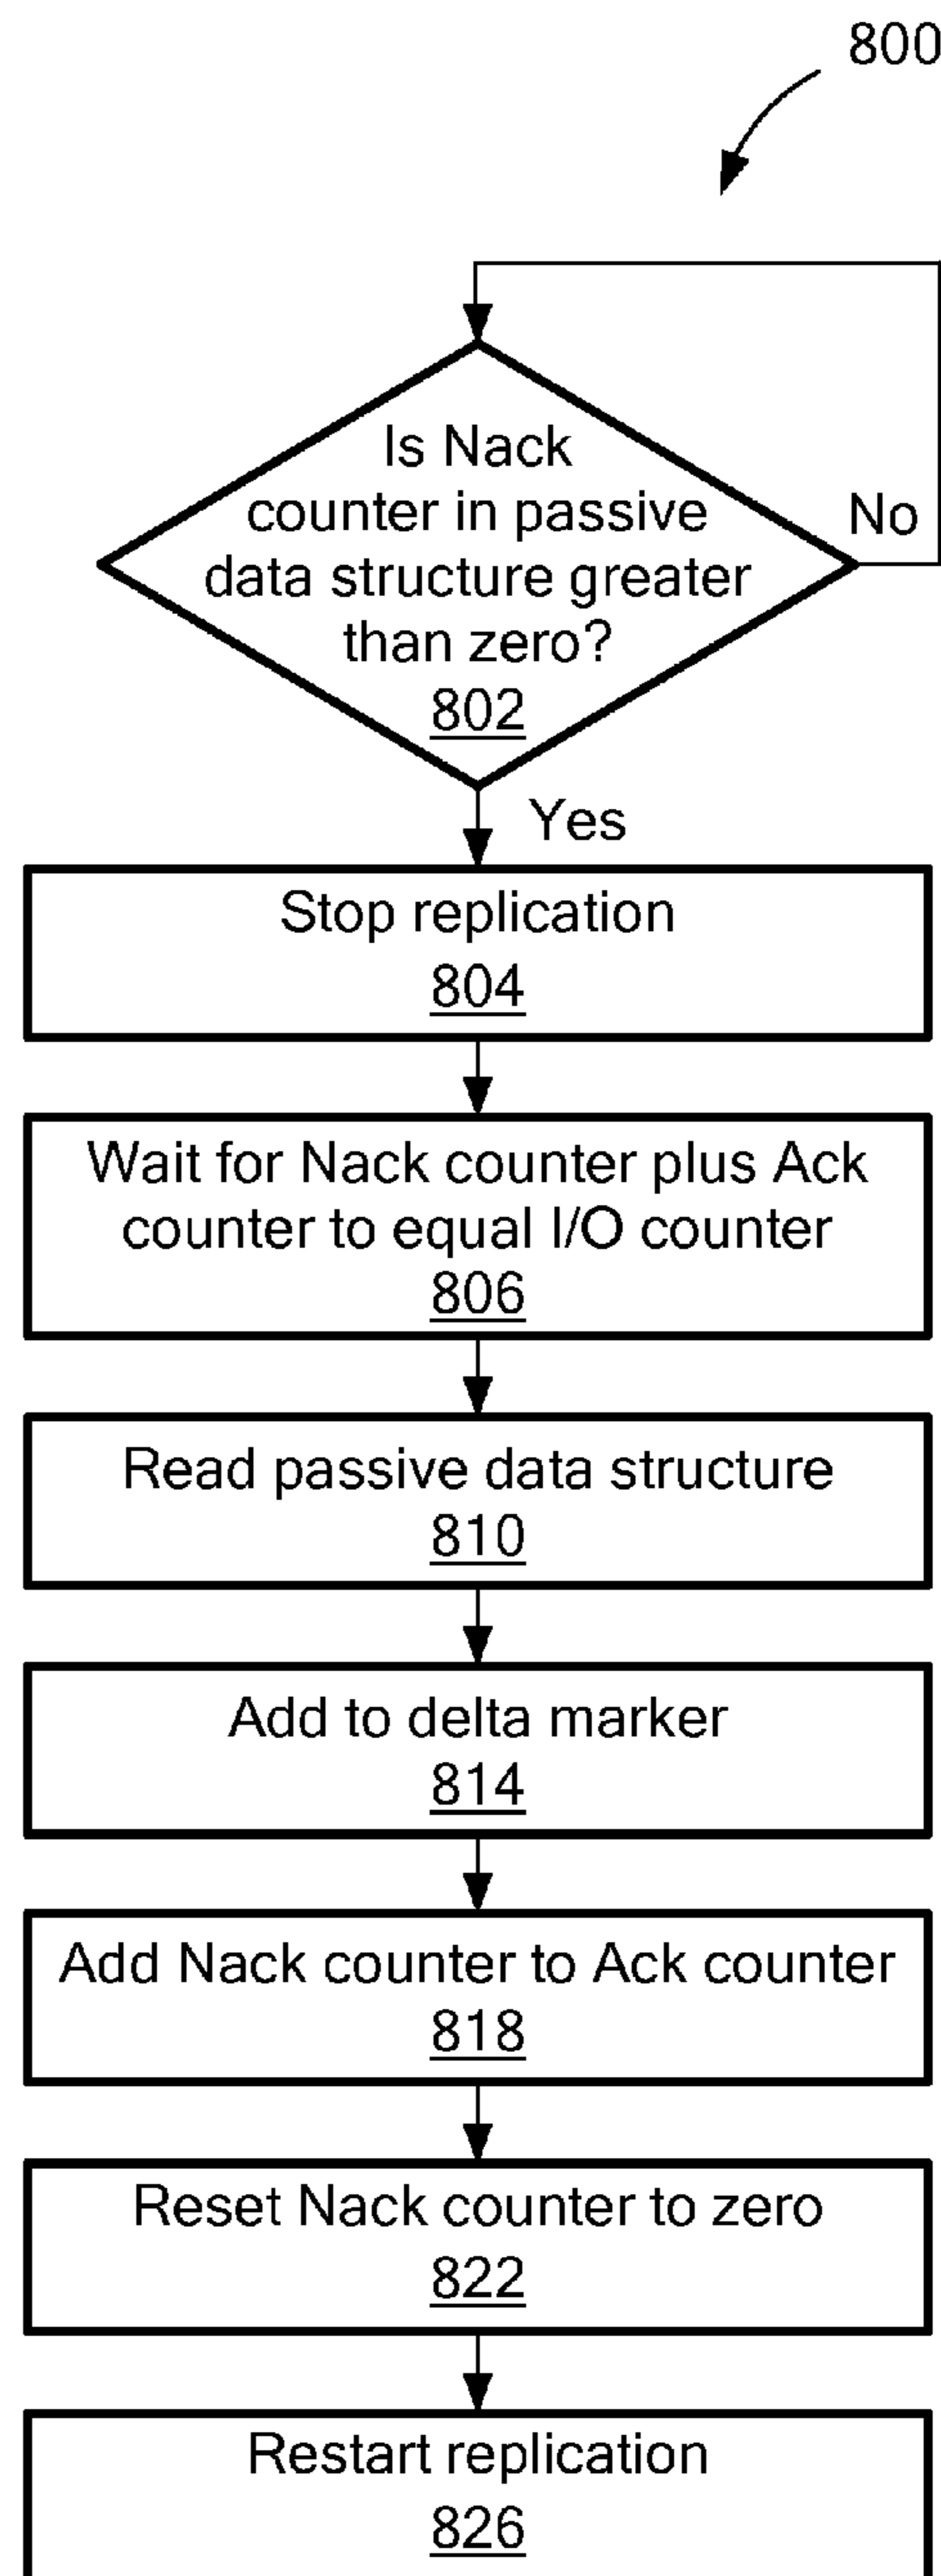 800
Is Nack
counter in passive
data structure greater
than zero?
802
No
Yes
Stop replication
804
Wait for Nack counter plus Ack
counter to equal I/O counter
806
Read passive data structure
810
Add to delta marker
814
Add Nack counter to Ack counter
818
Reset Nack counter to zero
822
Restart replication
826